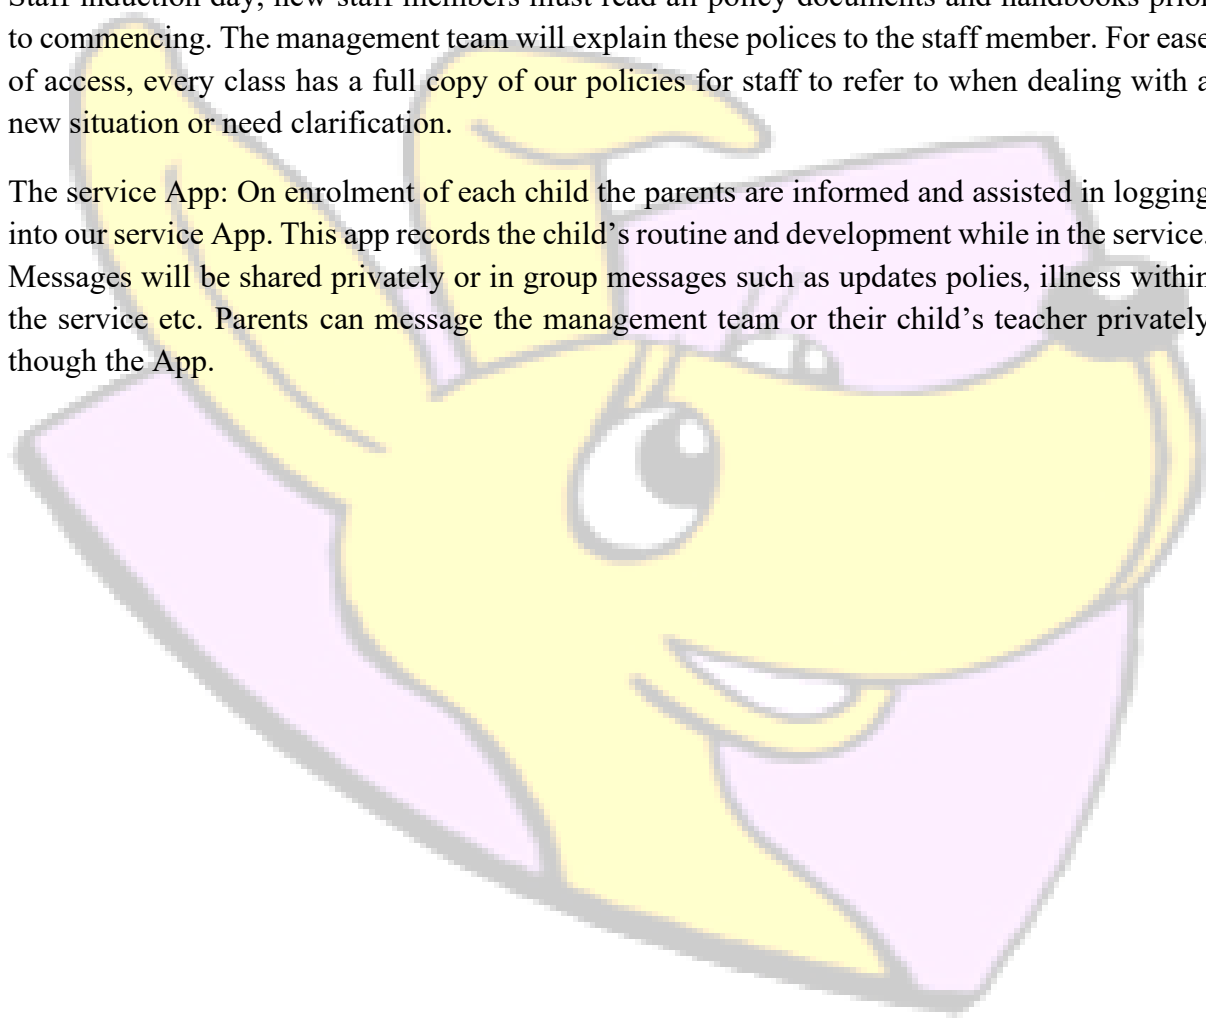 Staff induction day, new staff members must read all policy documents and handbooks prior
to commencing. The management team will explain these polices to the staff member. For ease
of access, every class has a full copy of our policies for staff to refer to when dealing with a
new situation or need clarification.
The service App: On enrolment of each child the parents are informed and assisted in logging
into our service App. This app records the child’s routine and development while in the service.
Messages will be shared privately or in group messages such as updates polies, illness within
the service etc. Parents can message the management team or their child’s teacher privately
though the App.